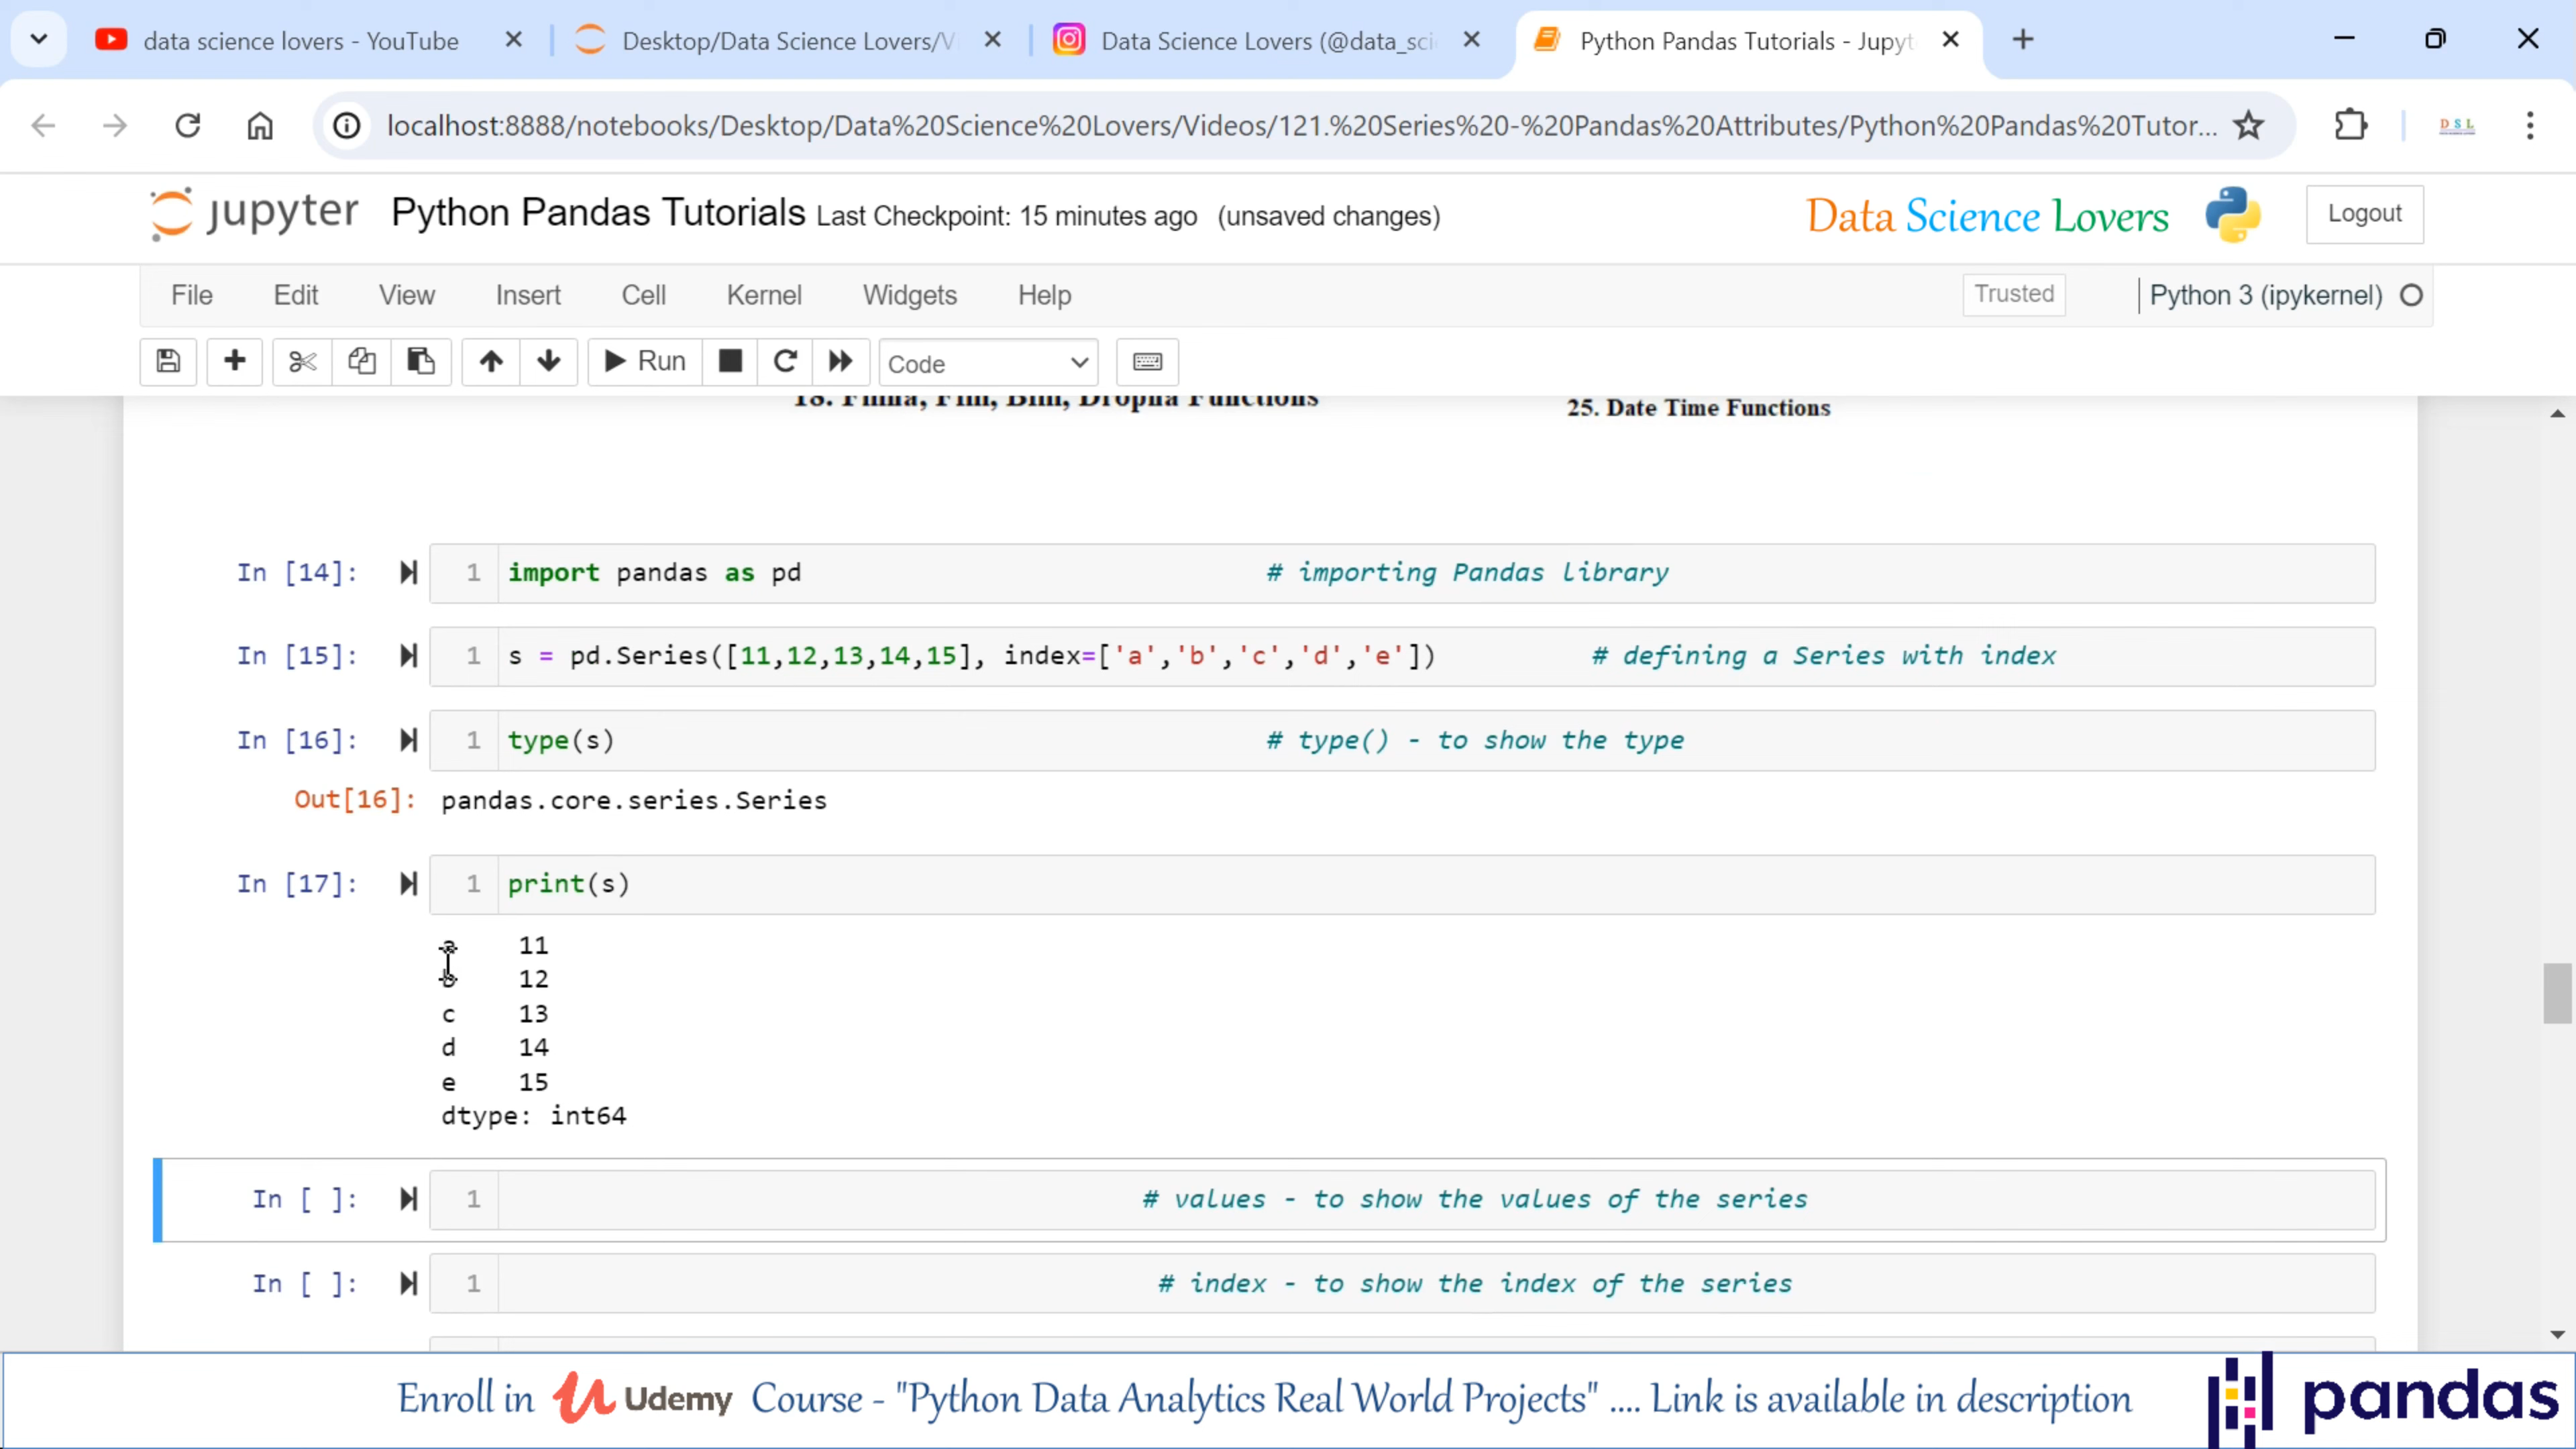 data science lovers - YouTube
Desktop/Data Science Lovers/Vi
Data Science Lovers (@data_sci
Python Pandas Tutorials - Jupyt
localhost:8888/notebooks/Desktop/Data%20Science%20Lovers/Videos/121.%20Series%20-%20Pandas%20Attributes/Python%20Pandas%20Tutor...
DSL
jupyter Python Pandas Tutorials Last Checkpoint: 15 minutes ago (unsaved changes)
Data Science Lovers
Logout
File Edit View Insert Cell Kernel Widgets Help
Trusted
Python 3 (ipykernel)
Run
Code
18. Fillna, Ffill, Bfill, Dropna Functions
25. Date Time Functions
In [14]: 1 import pandas as pd # importing Pandas library
In [15]: 1 s = pd.Series([11,12,13,14,15], index=['a','b','c','d','e']) # defining a Series with index
In [16]: 1 type(s) # type() - to show the type
Out[16]: pandas.core.series.Series
In [17]: 1 print(s)
a 11
b 12
c 13
d 14
e 15
dtype: int64
In [ ]: 1 # values - to show the values of the series
In [ ]: 1 # index - to show the index of the series
Enroll in Udemy Course - "Python Data Analytics Real World Projects" .... Link is available in description
pandas